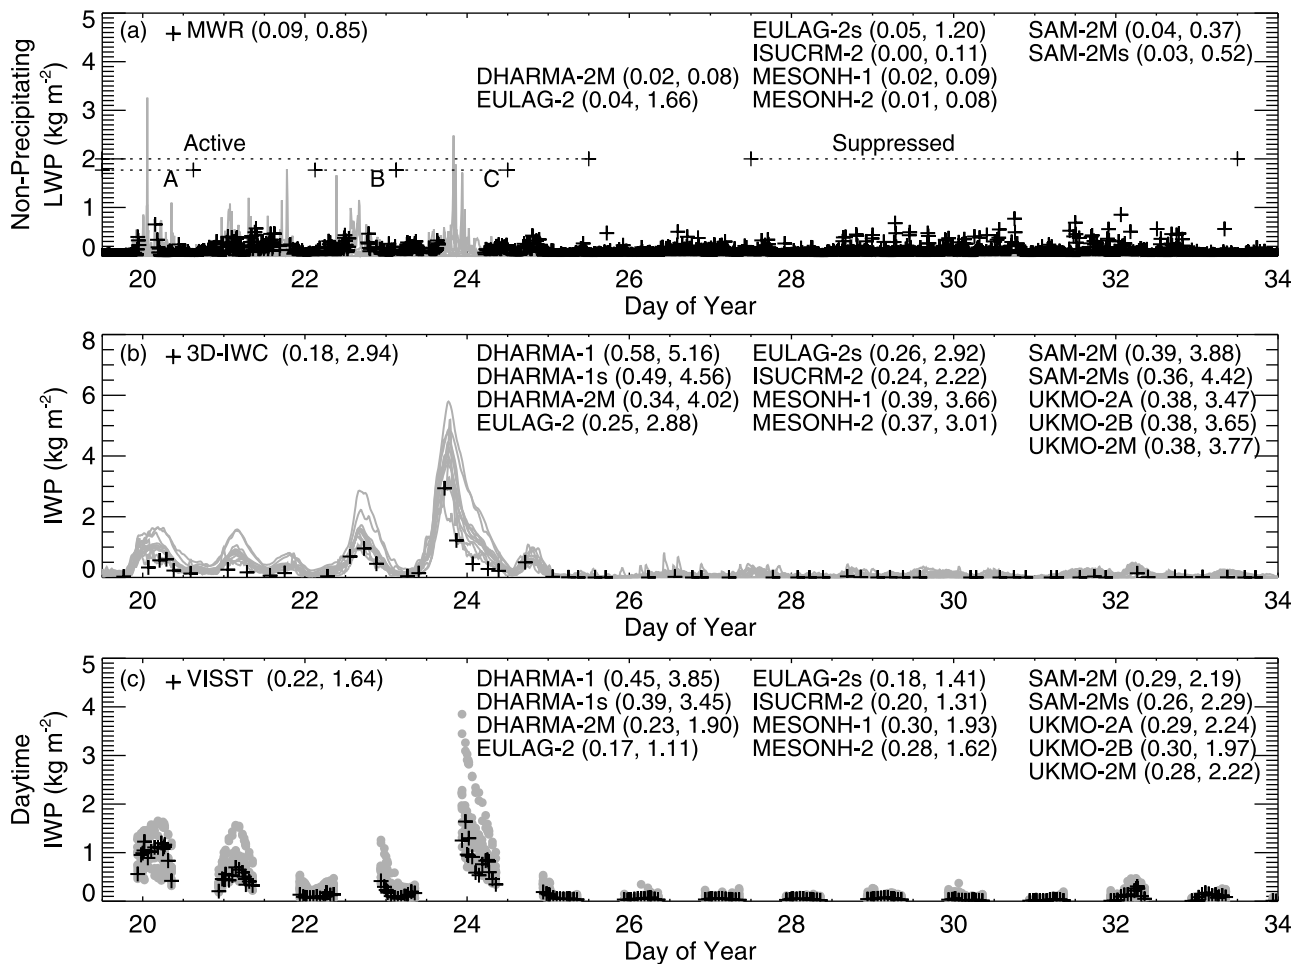 (a) + MWR (0.09, 0.85) EULAG-2s (0.05, 1.20) SAM-2M (0.04, 0.37)
ISUCRM-2 (0.00, 0.11) SAM-2Ms (0.03, 0.52)
DHARMA-2M (0.02, 0.08) MESONH-1 (0.02, 0.09)
EULAG-2 (0.04, 1.66) MESONH-2 (0.01, 0.08)
Active Suppressed
A B C
Non-Precipitating
LWP (kg m-2)
5
4
3
2
1
0
20 22 24 26 28 30 32 34
Day of Year
(b) + 3D-IWC (0.18, 2.94) DHARMA-1 (0.58, 5.16) EULAG-2s (0.26, 2.92) SAM-2M (0.39, 3.88)
DHARMA-1s (0.49, 4.56) ISUCRM-2 (0.24, 2.22) SAM-2Ms (0.36, 4.42)
DHARMA-2M (0.34, 4.02) MESONH-1 (0.39, 3.66) UKMO-2A (0.38, 3.47)
EULAG-2 (0.25, 2.88) MESONH-2 (0.37, 3.01) UKMO-2B (0.38, 3.65)
UKMO-2M (0.38, 3.77)
IWP (kg m-2)
8
6
4
2
0
20 22 24 26 28 30 32 34
Day of Year
(c) + VISST (0.22, 1.64) DHARMA-1 (0.45, 3.85) EULAG-2s (0.18, 1.41) SAM-2M (0.29, 2.19)
DHARMA-1s (0.39, 3.45) ISUCRM-2 (0.20, 1.31) SAM-2Ms (0.26, 2.29)
DHARMA-2M (0.23, 1.90) MESONH-1 (0.30, 1.93) UKMO-2A (0.29, 2.24)
EULAG-2 (0.17, 1.11) MESONH-2 (0.28, 1.62) UKMO-2B (0.30, 1.97)
UKMO-2M (0.28, 2.22)
Daytime
IWP (kg m-2)
5
4
3
2
1
0
20 22 24 26 28 30 32 34
Day of Year